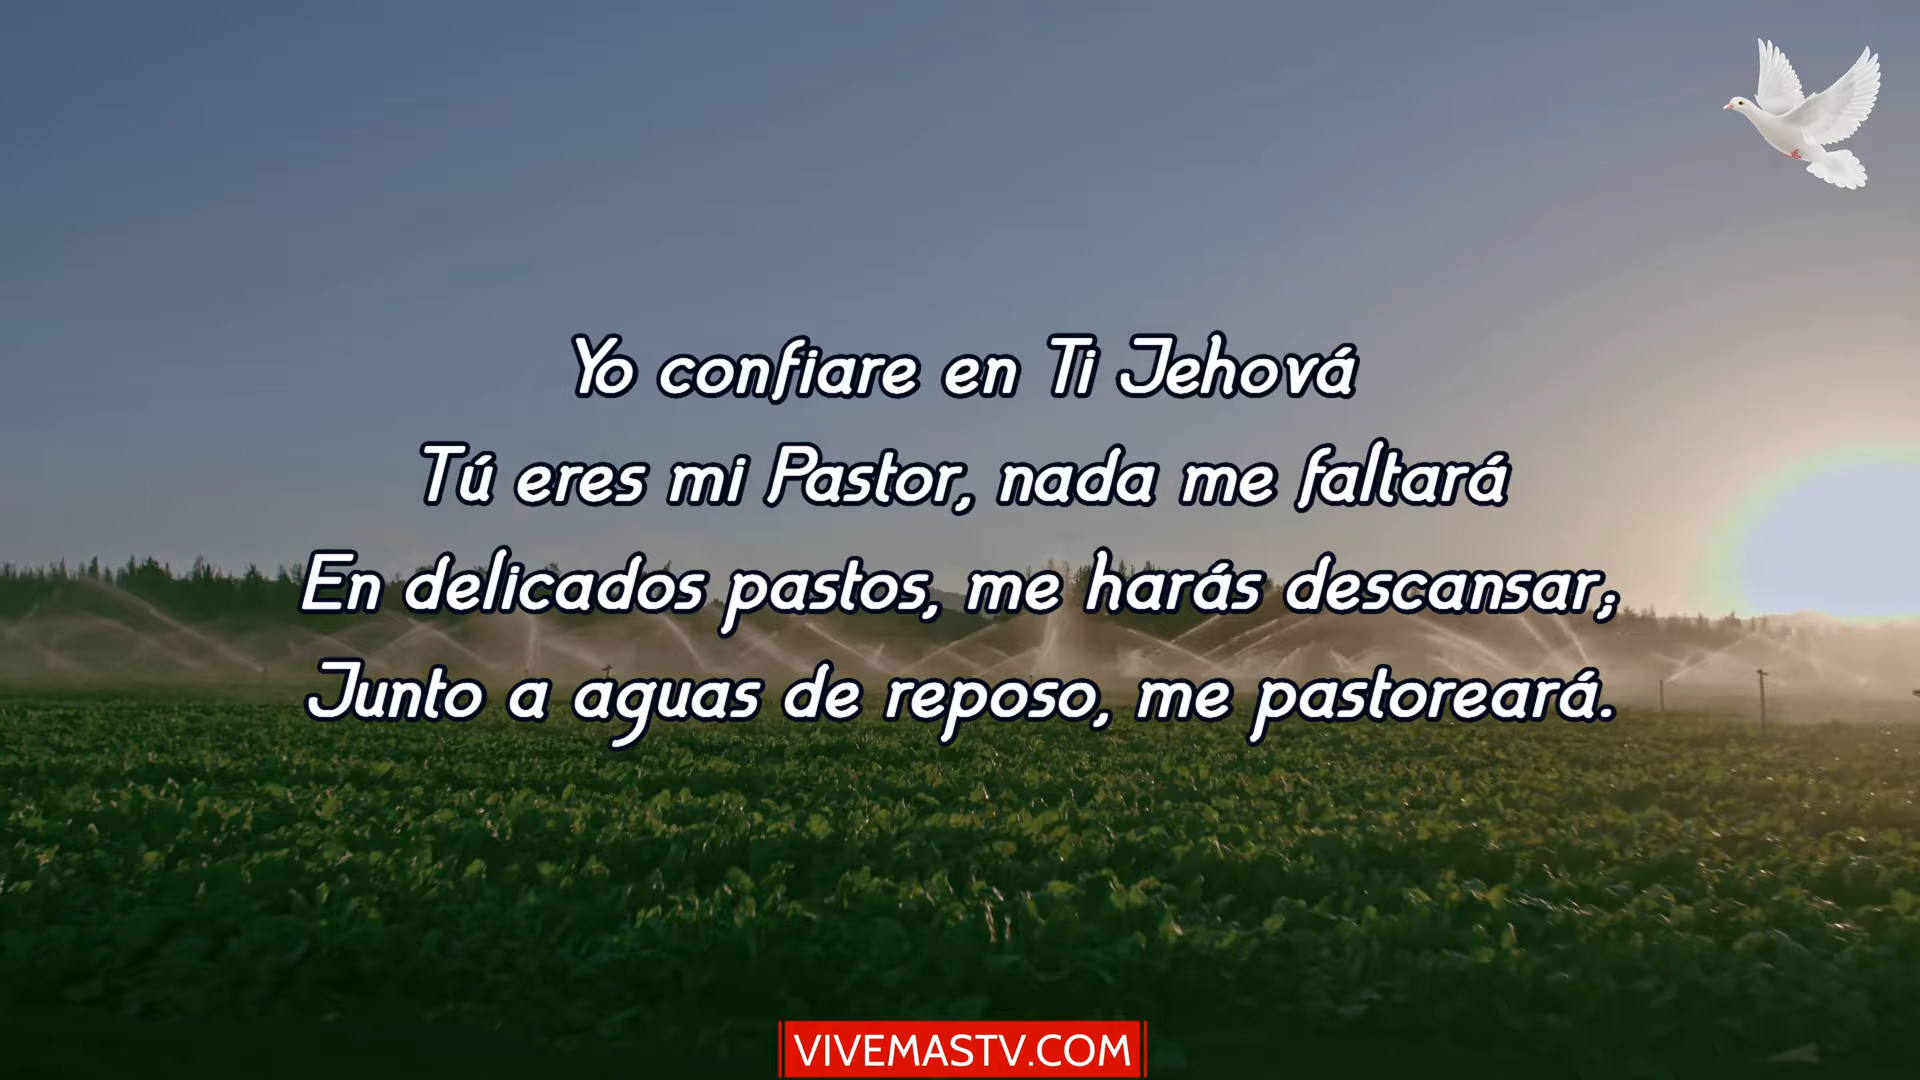 Yo confiare en Ti Jehová
Tú eres mi Pastor, nada me faltará
En delicados pastos, me harás descansar;
Junto a aguas de reposo, me pastoreará.
VIVEMASTV.COM